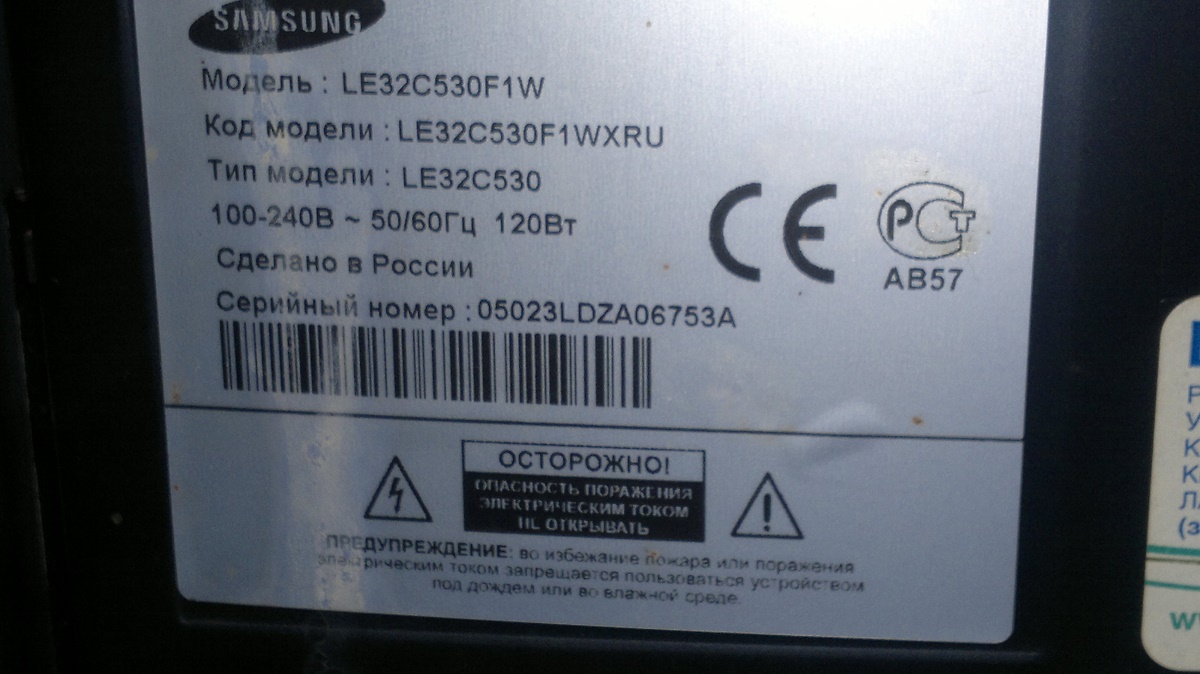 SAMSUNG
Модель : LE32C530F1W
Код модели : LE32C530F1WXRU
Тип модели : LE32C530
100-240В ~ 50/60Гц 120Вт
Сделано в России
Серийный номер : 05023LDZA06753A
CE
РСТ
АВ57
ОСТОРОЖНО!
ОПАСНОСТЬ ПОРАЖЕНИЯ
ЭЛЕКТРИЧЕСКИМ ТОКОМ
НЕ ОТКРЫВАТЬ
ПРЕДУПРЕЖДЕНИЕ: во избежание пожара или поражения
электрическим током запрещается пользоваться устройством
под дождем или во влажной среде.